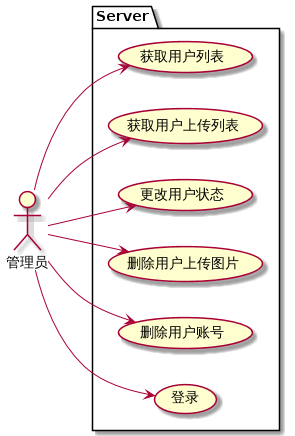 Server
获取用户列表
获取用户上传列表
更改用户状态
管理员
删除用户上传图片
删除用户账号
登录